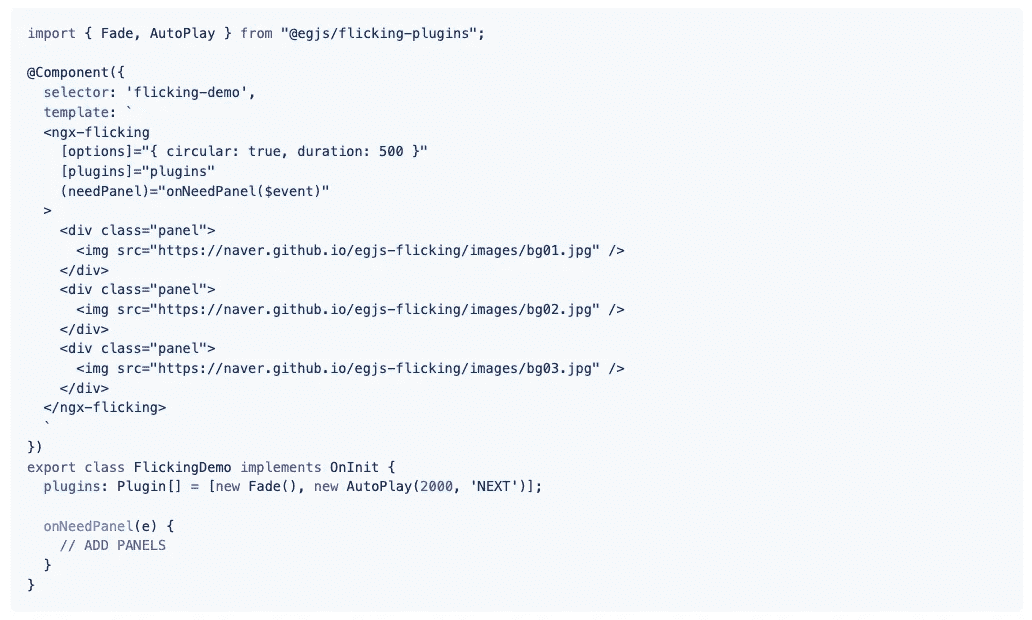 import { Fade, AutoPlay } from "@egjs/flicking-plugins";

@Component({
  selector: 'flicking-demo',
  template: `
  <ngx-flicking
    [options]="{ circular: true, duration: 500 }"
    [plugins]="plugins"
    (needPanel)="onNeedPanel($event)"
  >
    <div class="panel">
      <img src="https://naver.github.io/egjs-flicking/images/bg01.jpg" />
    </div>
    <div class="panel">
      <img src="https://naver.github.io/egjs-flicking/images/bg02.jpg" />
    </div>
    <div class="panel">
      <img src="https://naver.github.io/egjs-flicking/images/bg03.jpg" />
    </div>
  </ngx-flicking>
  `
})
export class FlickingDemo implements OnInit {
  plugins: Plugin[] = [new Fade(), new AutoPlay(2000, 'NEXT')];

  onNeedPanel(e) {
    // ADD PANELS
  }
}